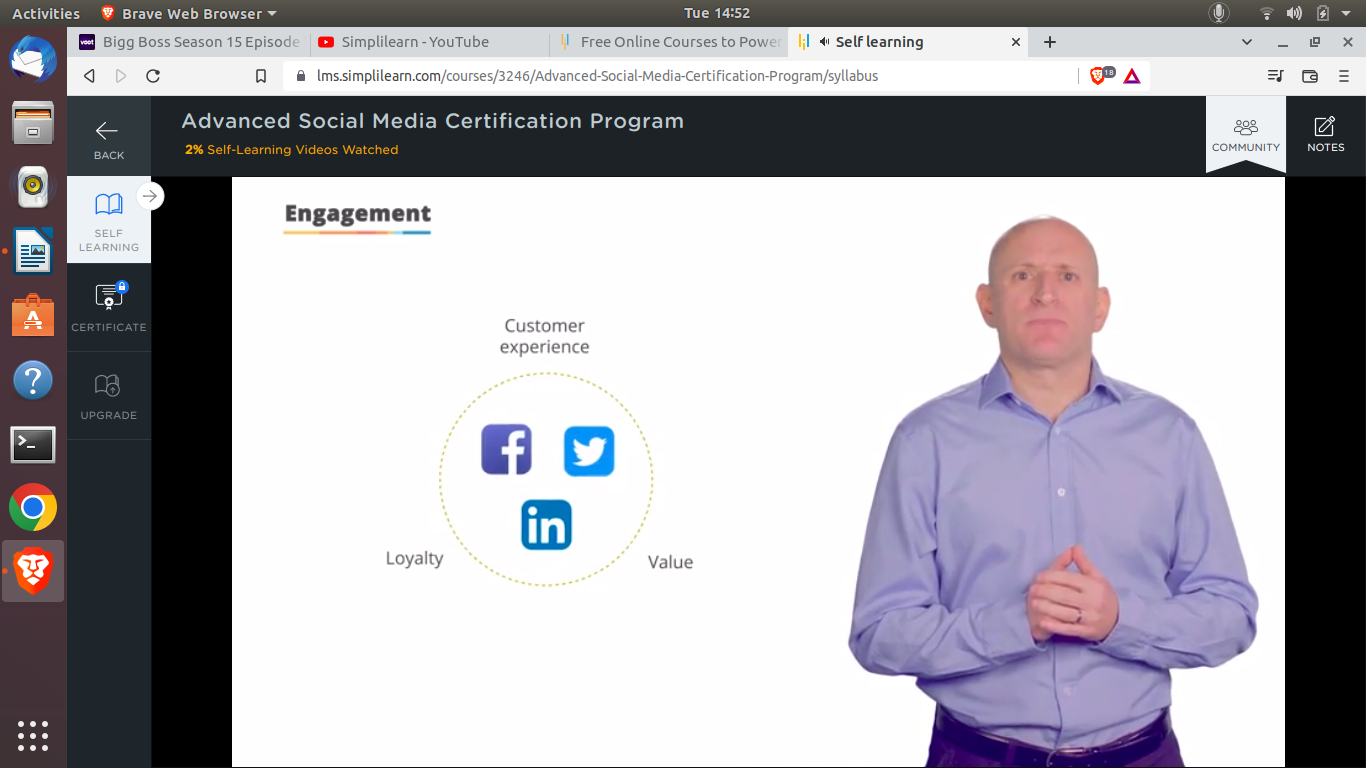 Activities
Brave Web Browser
Tue 14:52
voot
Bigg Boss Season 15 Episode
Simplilearn - YouTube
Free Online Courses to Power
Self learning
lms.simplilearn.com/courses/3246/Advanced-Social-Media-Certification-Program/syllabus
18
BACK
Advanced Social Media Certification Program
2% Self-Learning Videos Watched
COMMUNITY
NOTES
SELF
LEARNING
CERTIFICATE
UPGRADE
Engagement
Customer
experience
f
in
Loyalty
Value